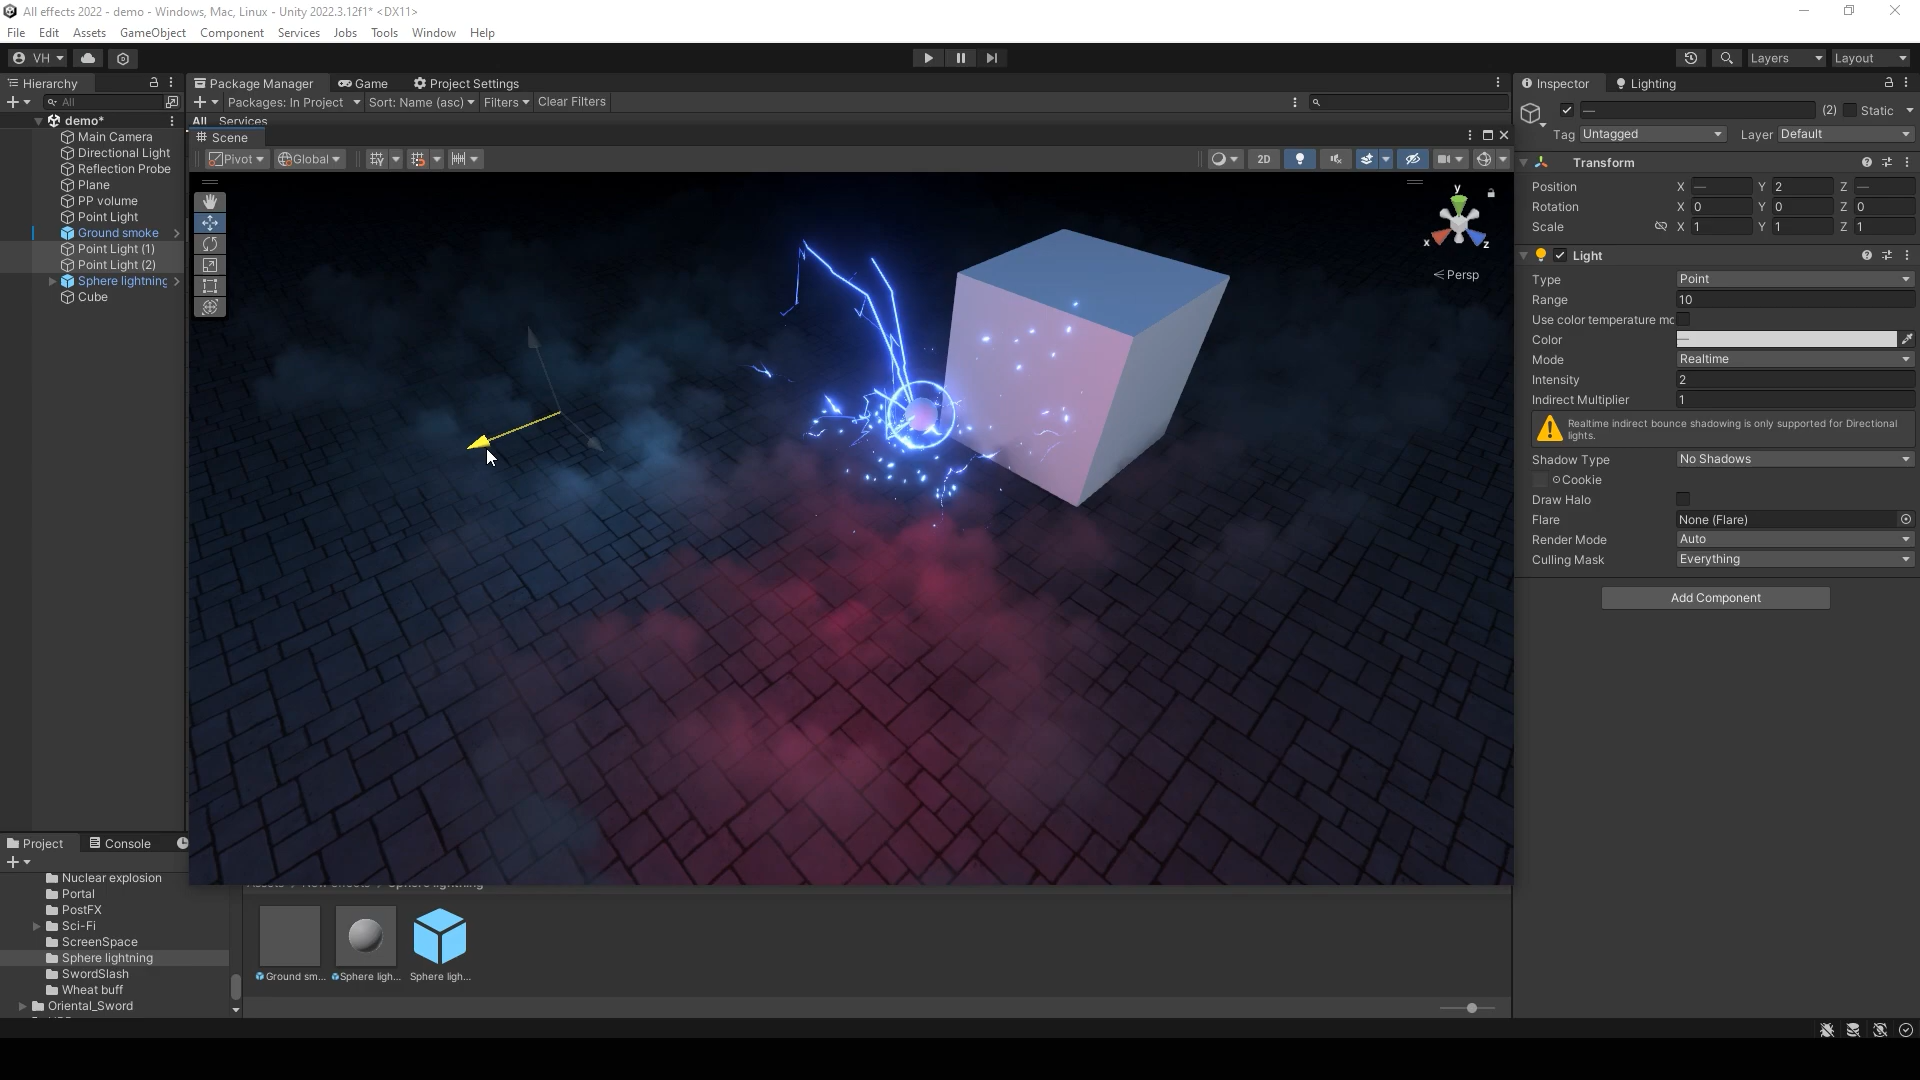 All effects 2022 - demo - Windows, Mac, Linux - Unity 2022.3.12f1* <DX11>
File Edit Assets GameObject Component Services Jobs Tools Window Help
VH Layers Layout
Hierarchy
All
demo*
Main Camera
Directional Light
Reflection Probe
Plane
PP volume
Point Light
Ground smoke
Point Light (1)
Point Light (2)
Sphere lightning
Cube
Package Manager Game Project Settings
Packages: In Project Sort: Name (asc) Filters Clear Filters
All Services
Scene
Pivot Global 2D
y
x z
Persp
Inspector Lighting
— (2) Static
Tag Untagged Layer Default
Transform
Position X — Y 2 Z —
Rotation X 0 Y 0 Z 0
Scale X 1 Y 1 Z 1
Light
Type Point
Range 10
Use color temperature mo
Color —
Mode Realtime
Intensity 2
Indirect Multiplier 1
Realtime indirect bounce shadowing is only supported for Directional
lights.
Shadow Type No Shadows
Cookie
Draw Halo
Flare None (Flare)
Render Mode Auto
Culling Mask Everything
Add Component
Project Console
Nuclear explosion
Portal
PostFX
Sci-Fi
ScreenSpace
Sphere lightning
SwordSlash
Wheat buff
Oriental_Sword
Ground sm... Sphere ligh... Sphere ligh...